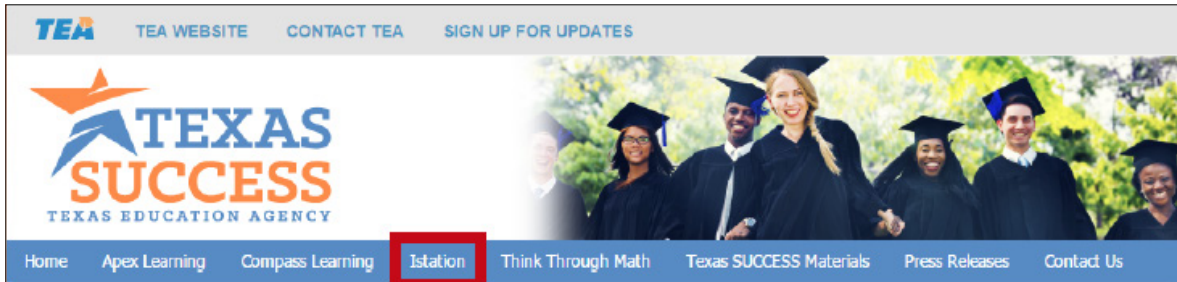 TEA TEA WEBSITE CONTACT TEA SIGN UP FOR UPDATES
TEXAS
SUCCESS
TEXAS EDUCATION AGENCY
Home Apex Learning Compass Learning Istation Think Through Math Texas SUCCESS Materials Press Releases Contact Us